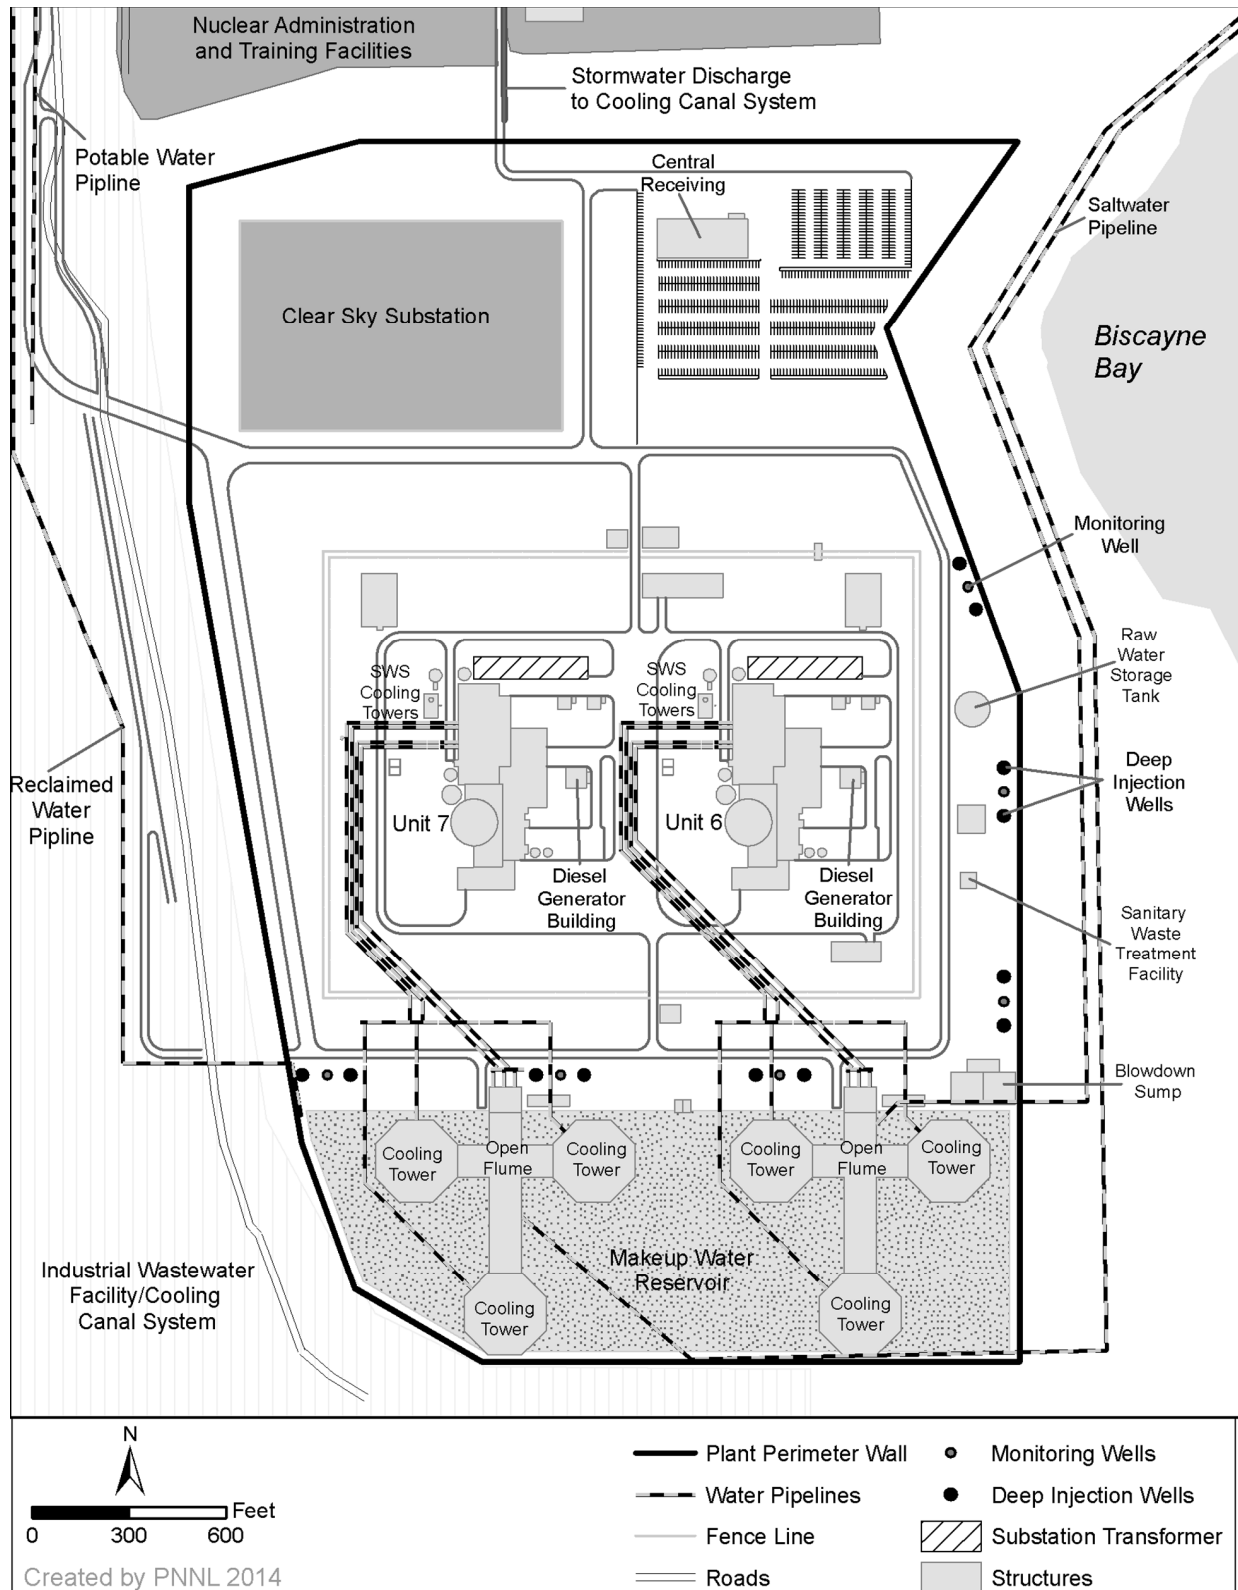 Nuclear Administration
and Training Facilities
Stormwater Discharge
to Cooling Canal System
Potable Water
Pipline
Central
Receiving
Saltwater
Pipeline
Clear Sky Substation
Biscayne
Bay
Monitoring
Well
Raw
Water
Storage
Tank
SWS
Cooling
Towers
SWS
Cooling
Towers
Deep
Injection
Wells
Reclaimed
Water
Pipline
Unit 7
Unit 6
Diesel
Generator
Building
Diesel
Generator
Building
Sanitary
Waste
Treatment
Facility
Blowdown
Sump
Cooling
Tower
Open
Flume
Cooling
Tower
Cooling
Tower
Open
Flume
Cooling
Tower
Makeup Water
Reservoir
Industrial Wastewater
Facility/Cooling
Canal System
Cooling
Tower
Cooling
Tower
N
Feet
0 300 600
Created by PNNL 2014
Plant Perimeter Wall
Water Pipelines
Fence Line
Roads
Monitoring Wells
Deep Injection Wells
Substation Transformer
Structures